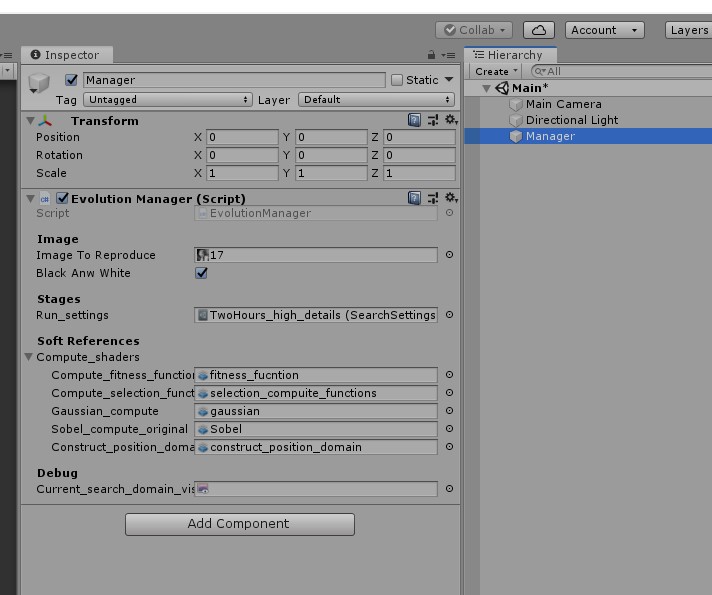 Collab
Account
Layers
Inspector
Manager
Static
Tag Untagged Layer Default
Transform
Position X 0 Y 0 Z 0
Rotation X 0 Y 0 Z 0
Scale X 1 Y 1 Z 1
Evolution Manager (Script)
Script EvolutionManager
Image
Image To Reproduce 17
Black Anw White
Stages
Run_settings TwoHours_high_details (SearchSettings
Soft References
Compute_shaders
Compute_fitness_function fitness_fucntion
Compute_selection_funct selection_compuite_functions
Gaussian_compute gaussian
Sobel_compute_original Sobel
Construct_position_doma construct_position_domain
Debug
Current_search_domain_vis
Add Component
Hierarchy
Create All
Main*
Main Camera
Directional Light
Manager